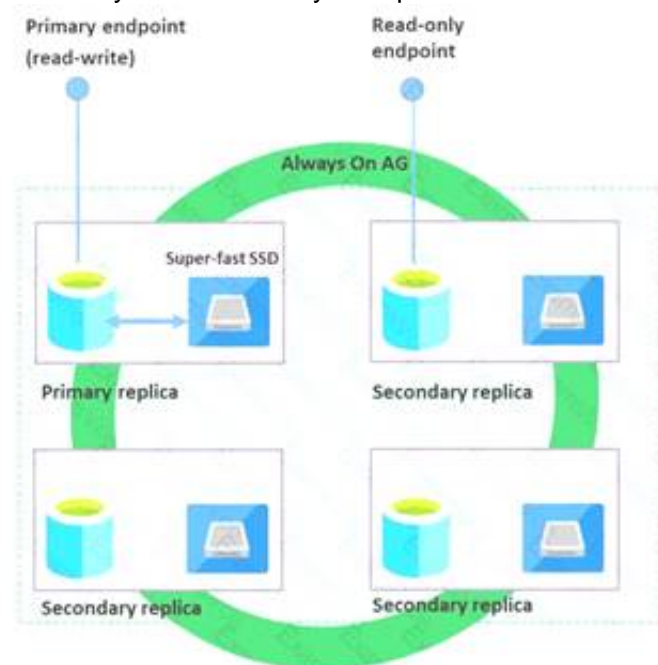 Primary endpoint
(read-write)
Read-only
endpoint
Always On AG
Super-fast SSD
Primary replica
Secondary replica
Secondary replica
Secondary replica